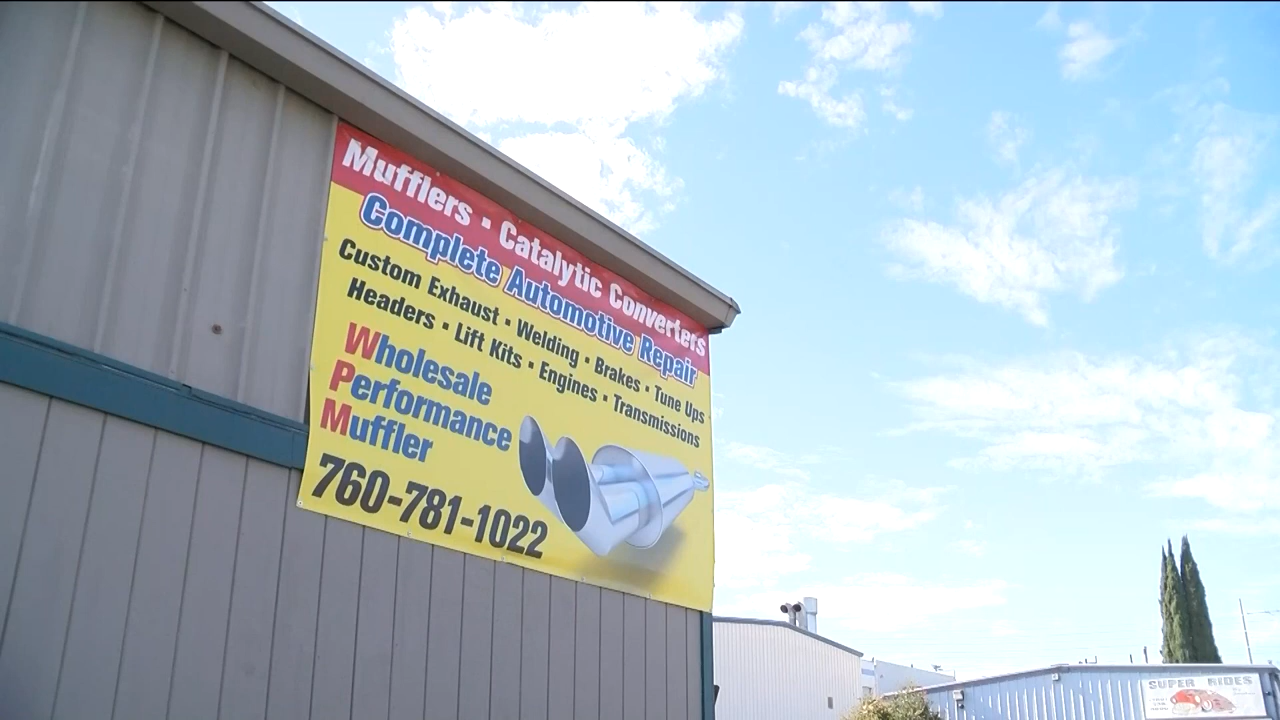 Mufflers ▪ Catalytic Converters
Complete Automotive Repair
Custom Exhaust ▪ Welding ▪ Brakes ▪ Tune Ups
Headers ▪ Lift Kits ▪ Engines ▪ Transmissions
Wholesale
Performance
Muffler
760-781-1022
SUPER RIDES